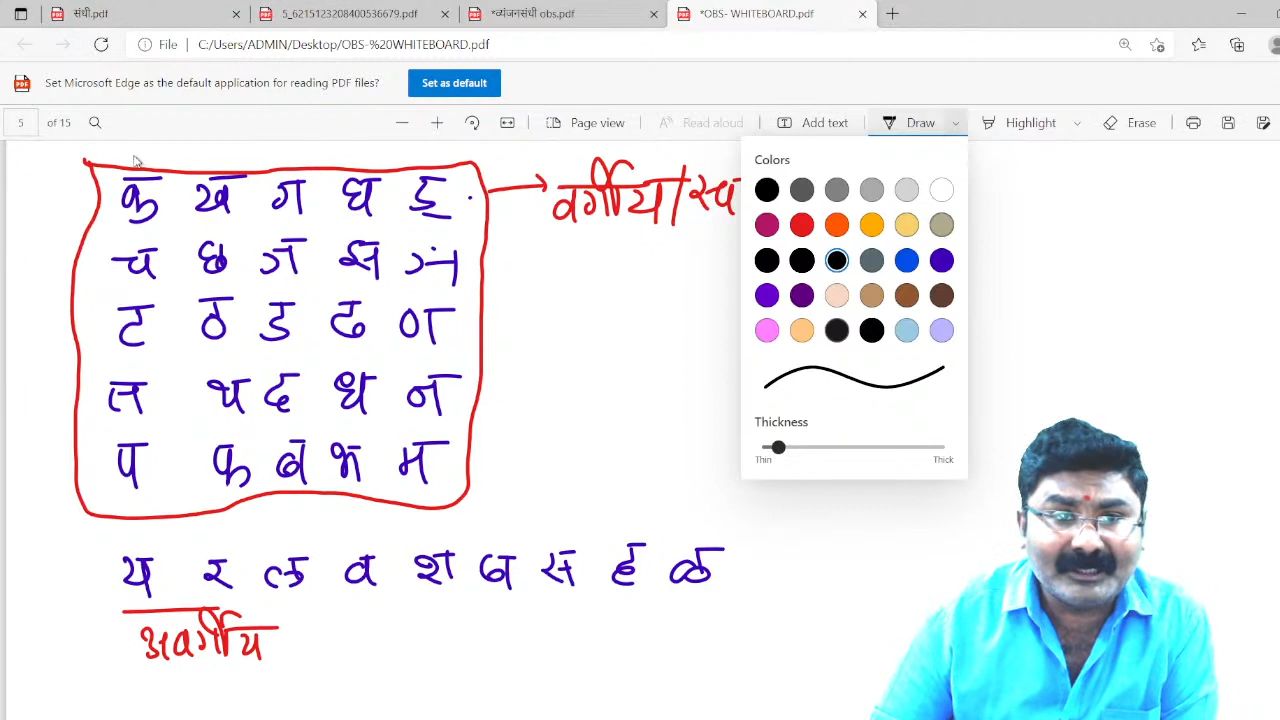 संधी.pdf 5_6215123208400536679.pdf *व्यंजनसंधी obs.pdf *OBS- WHITEBOARD.pdf
File C:/Users/ADMIN/Desktop/OBS-%20WHITEBOARD.pdf
Set Microsoft Edge as the default application for reading PDF files? Set as default
5 of 15 Page view Read aloud Add text Draw Highlight Erase
Colors
Thickness
Thin Thick
क ख ग घ ङ
वर्गीय/स्प
च छ ज झ ञ
ट ठ ड ढ ण
त थ द ध न
प फ ब भ म
य र ल व श ष स ह ळ
अवर्गीय